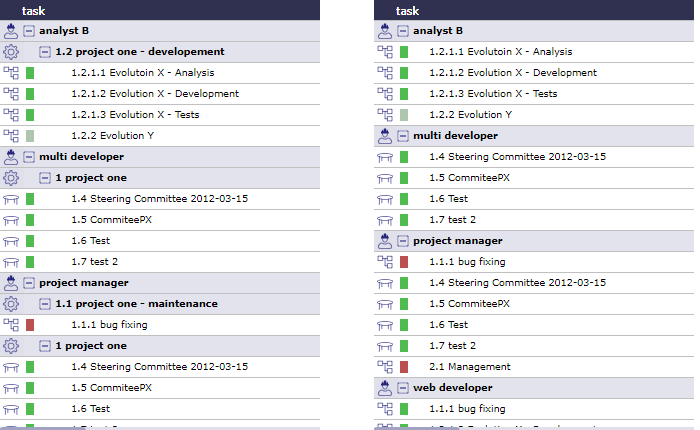 task
analyst B
1.2 project one - developement
1.2.1.1 Evolutoin X - Analysis
1.2.1.2 Evolution X - Development
1.2.1.3 Evolution X - Tests
1.2.2 Evolution Y
multi developer
1 project one
1.4 Steering Committee 2012-03-15
1.5 CommiteePX
1.6 Test
1.7 test 2
project manager
1.1 project one - maintenance
1.1.1 bug fixing
1 project one
1.4 Steering Committee 2012-03-15
1.5 CommiteePX
1.6 Test
task
analyst B
1.2.1.1 Evolutoin X - Analysis
1.2.1.2 Evolution X - Development
1.2.1.3 Evolution X - Tests
1.2.2 Evolution Y
multi developer
1.4 Steering Committee 2012-03-15
1.5 CommiteePX
1.6 Test
1.7 test 2
project manager
1.1.1 bug fixing
1.4 Steering Committee 2012-03-15
1.5 CommiteePX
1.6 Test
1.7 test 2
2.1 Management
web developer
1.1.1 bug fixing